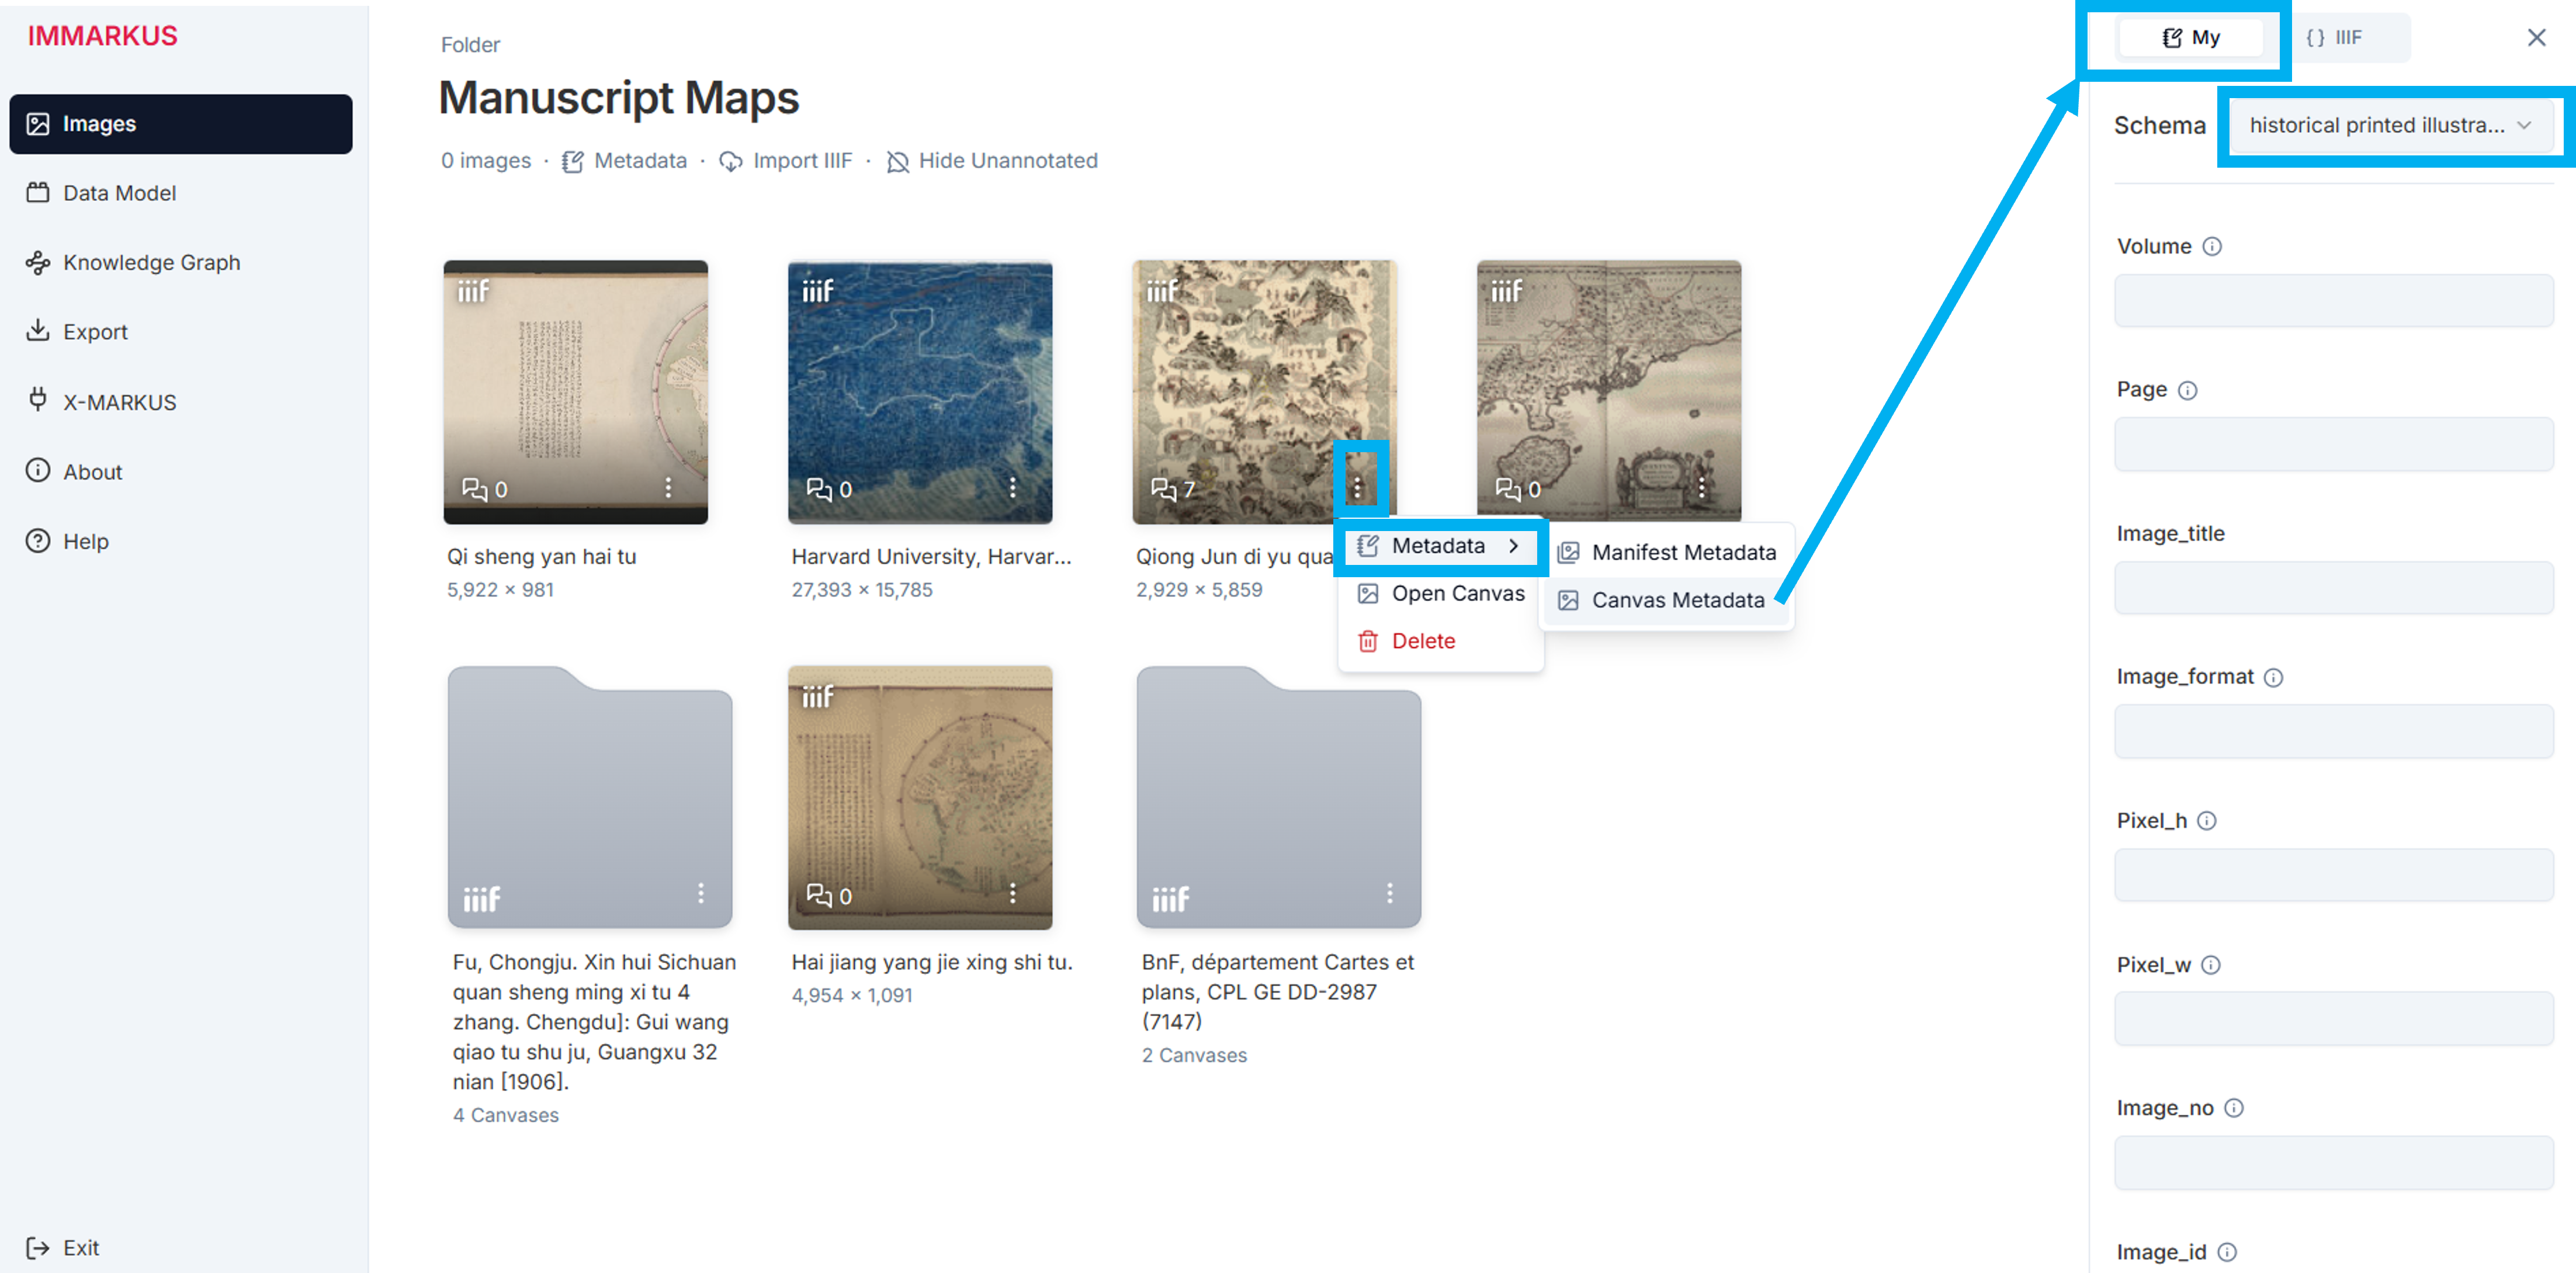 IMMARKUS
Images
Data Model
Knowledge Graph
Export
X-MARKUS
About
Help
Exit
Folder
Manuscript Maps
0 images · Metadata · Import IIIF · Hide Unannotated
iiif
0
Qi sheng yan hai tu
5,922 × 981
iiif
0
Harvard University, Harvar...
27,393 × 15,785
iiif
7
Qiong Jun di yu qua
2,929 × 5,859
iiif
0
Metadata
Open Canvas
Delete
Manifest Metadata
Canvas Metadata
iiif
Fu, Chongju. Xin hui Sichuan
quan sheng ming xi tu 4
zhang. Chengdu]: Gui wang
qiao tu shu ju, Guangxu 32
nian [1906].
4 Canvases
iiif
0
Hai jiang yang jie xing shi tu.
4,954 × 1,091
iiif
BnF, département Cartes et
plans, CPL GE DD-2987
(7147)
2 Canvases
My
{ } IIIF
Schema
historical printed illustra...
Volume
Page
Image_title
Image_format
Pixel_h
Pixel_w
Image_no
Image_id